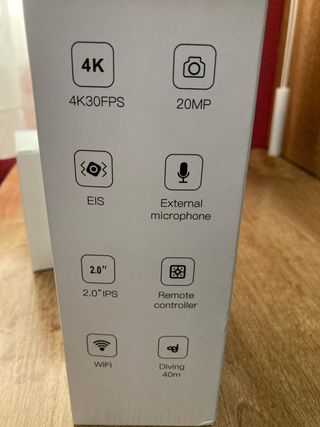 4K
4K30FPS
20MP
EIS
External
microphone
2.0"
2.0"IPS
Remote
controller
WIFI
Diving
40m